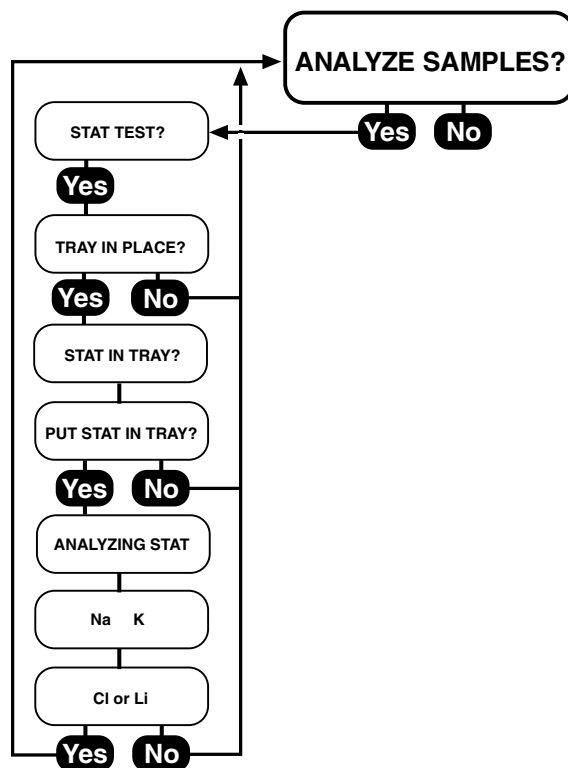 ANALYZE SAMPLES?
Yes No
STAT TEST?
Yes
TRAY IN PLACE?
Yes No
STAT IN TRAY?
PUT STAT IN TRAY?
Yes No
ANALYZING STAT
Na K
Cl or Li
Yes No